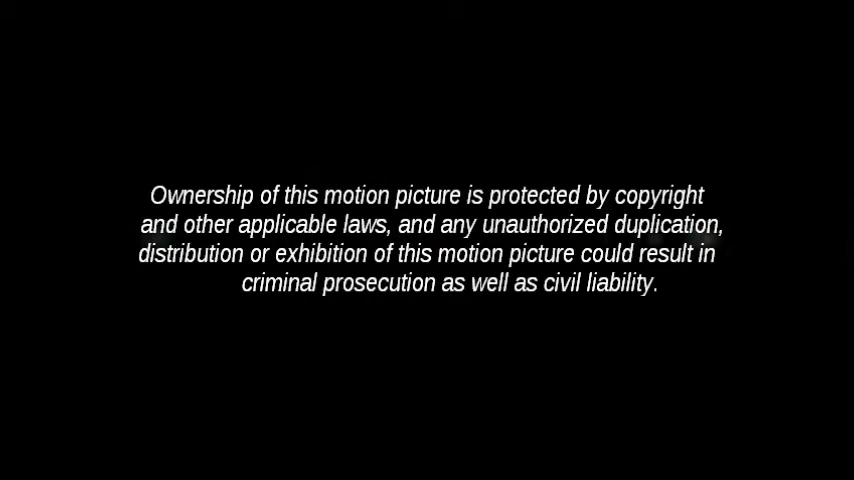 Ownership of this motion picture is protected by copyright
and other applicable laws, and any unauthorized duplication,
distribution or exhibition of this motion picture could result in
criminal prosecution as well as civil liability.